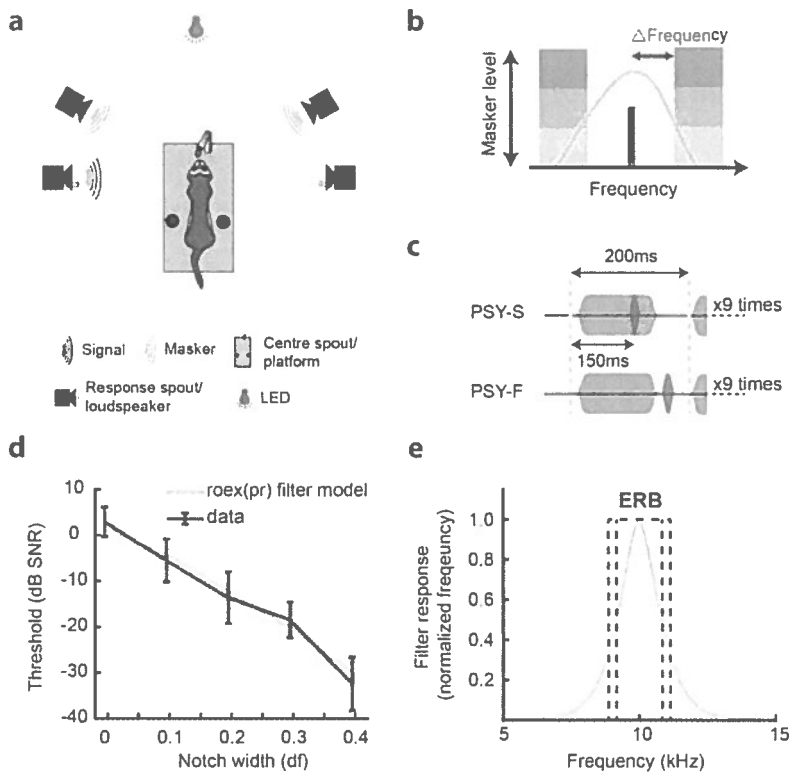 a
Signal
Masker
Centre spout/
platform
Response spout/
loudspeaker
LED
b
△Frequency
Masker level
Frequency
c
200ms
PSY-S
x9 times
150ms
PSY-F
x9 times
d
10
0
-10
-20
-30
-40
Threshold (dB SNR)
roex(pr) filter model
data
0
0.1
0.2
0.3
0.4
Notch width (df)
e
ERB
1.0
0.8
0.6
0.4
0.2
Filter response
(normalized freqeuncy)
5
10
15
Frequency (kHz)